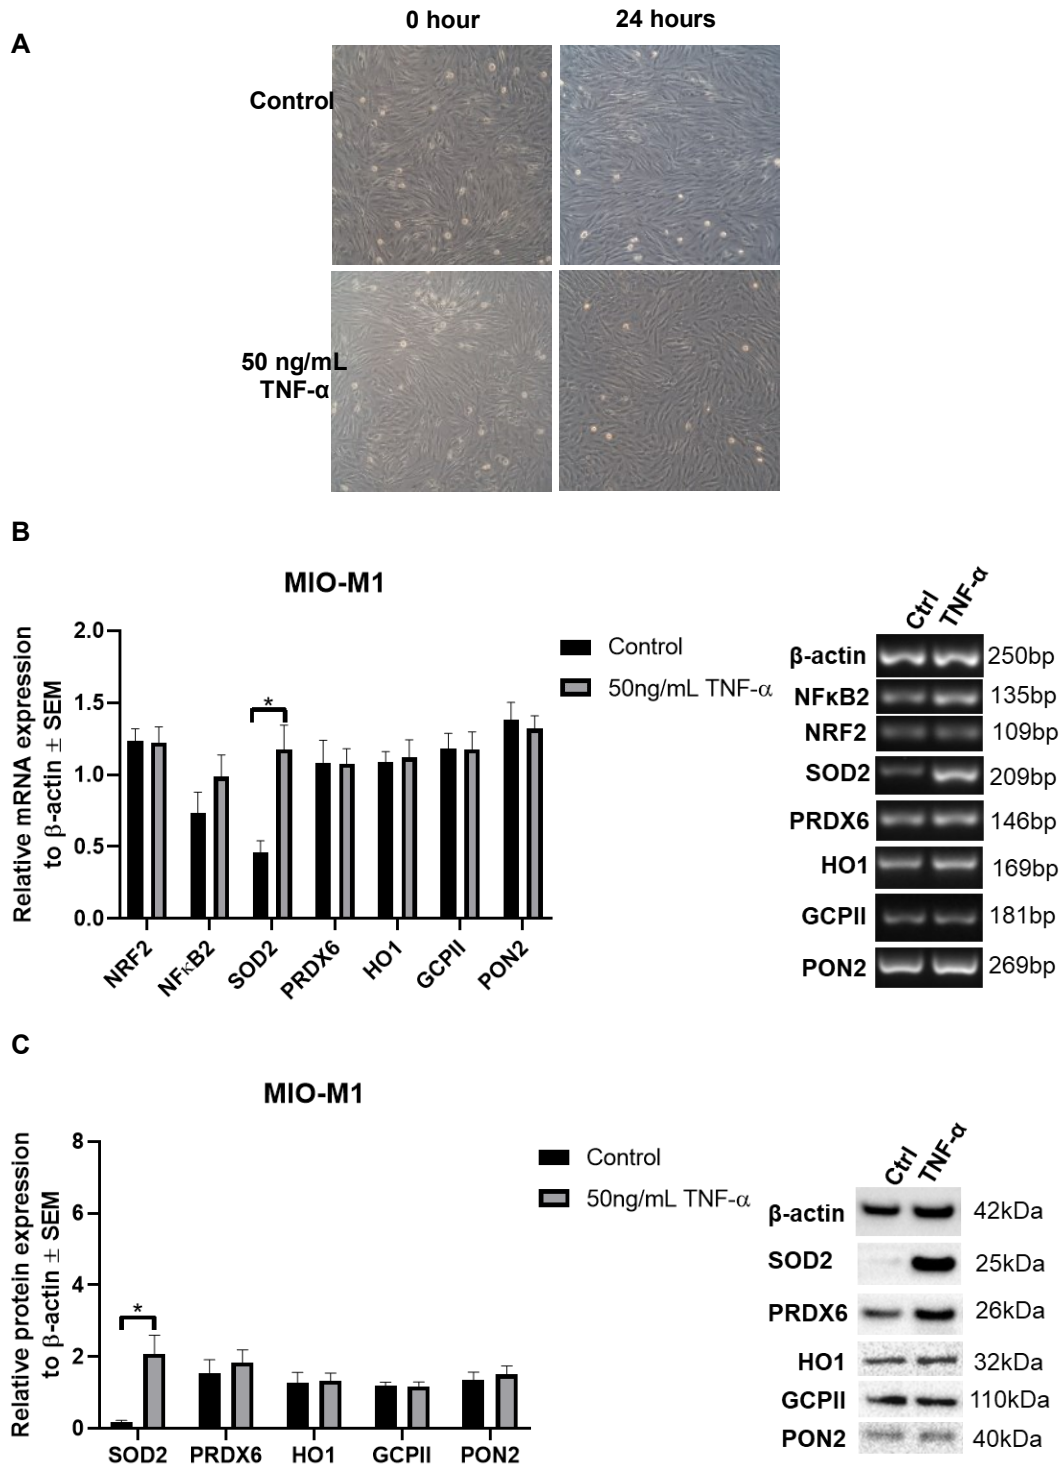 A
0 hour
24 hours
Control
50 ng/mL
TNF-α
B
MIO-M1
Relative mRNA expression
to β-actin ± SEM
2.0
1.5
1.0
0.5
0.0
*
NRF2
NFκB2
SOD2
PRDX6
HO1
GCPII
PON2
Control
50ng/mL TNF-α
Ctrl
TNF-α
β-actin 250bp
NFκB2 135bp
NRF2 109bp
SOD2 209bp
PRDX6 146bp
HO1 169bp
GCPII 181bp
PON2 269bp
C
MIO-M1
Relative protein expression
to β-actin ± SEM
8
6
4
2
0
*
SOD2 PRDX6 HO1 GCPII PON2
Control
50ng/mL TNF-α
Ctrl
TNF-α
β-actin 42kDa
SOD2 25kDa
PRDX6 26kDa
HO1 32kDa
GCPII 110kDa
PON2 40kDa